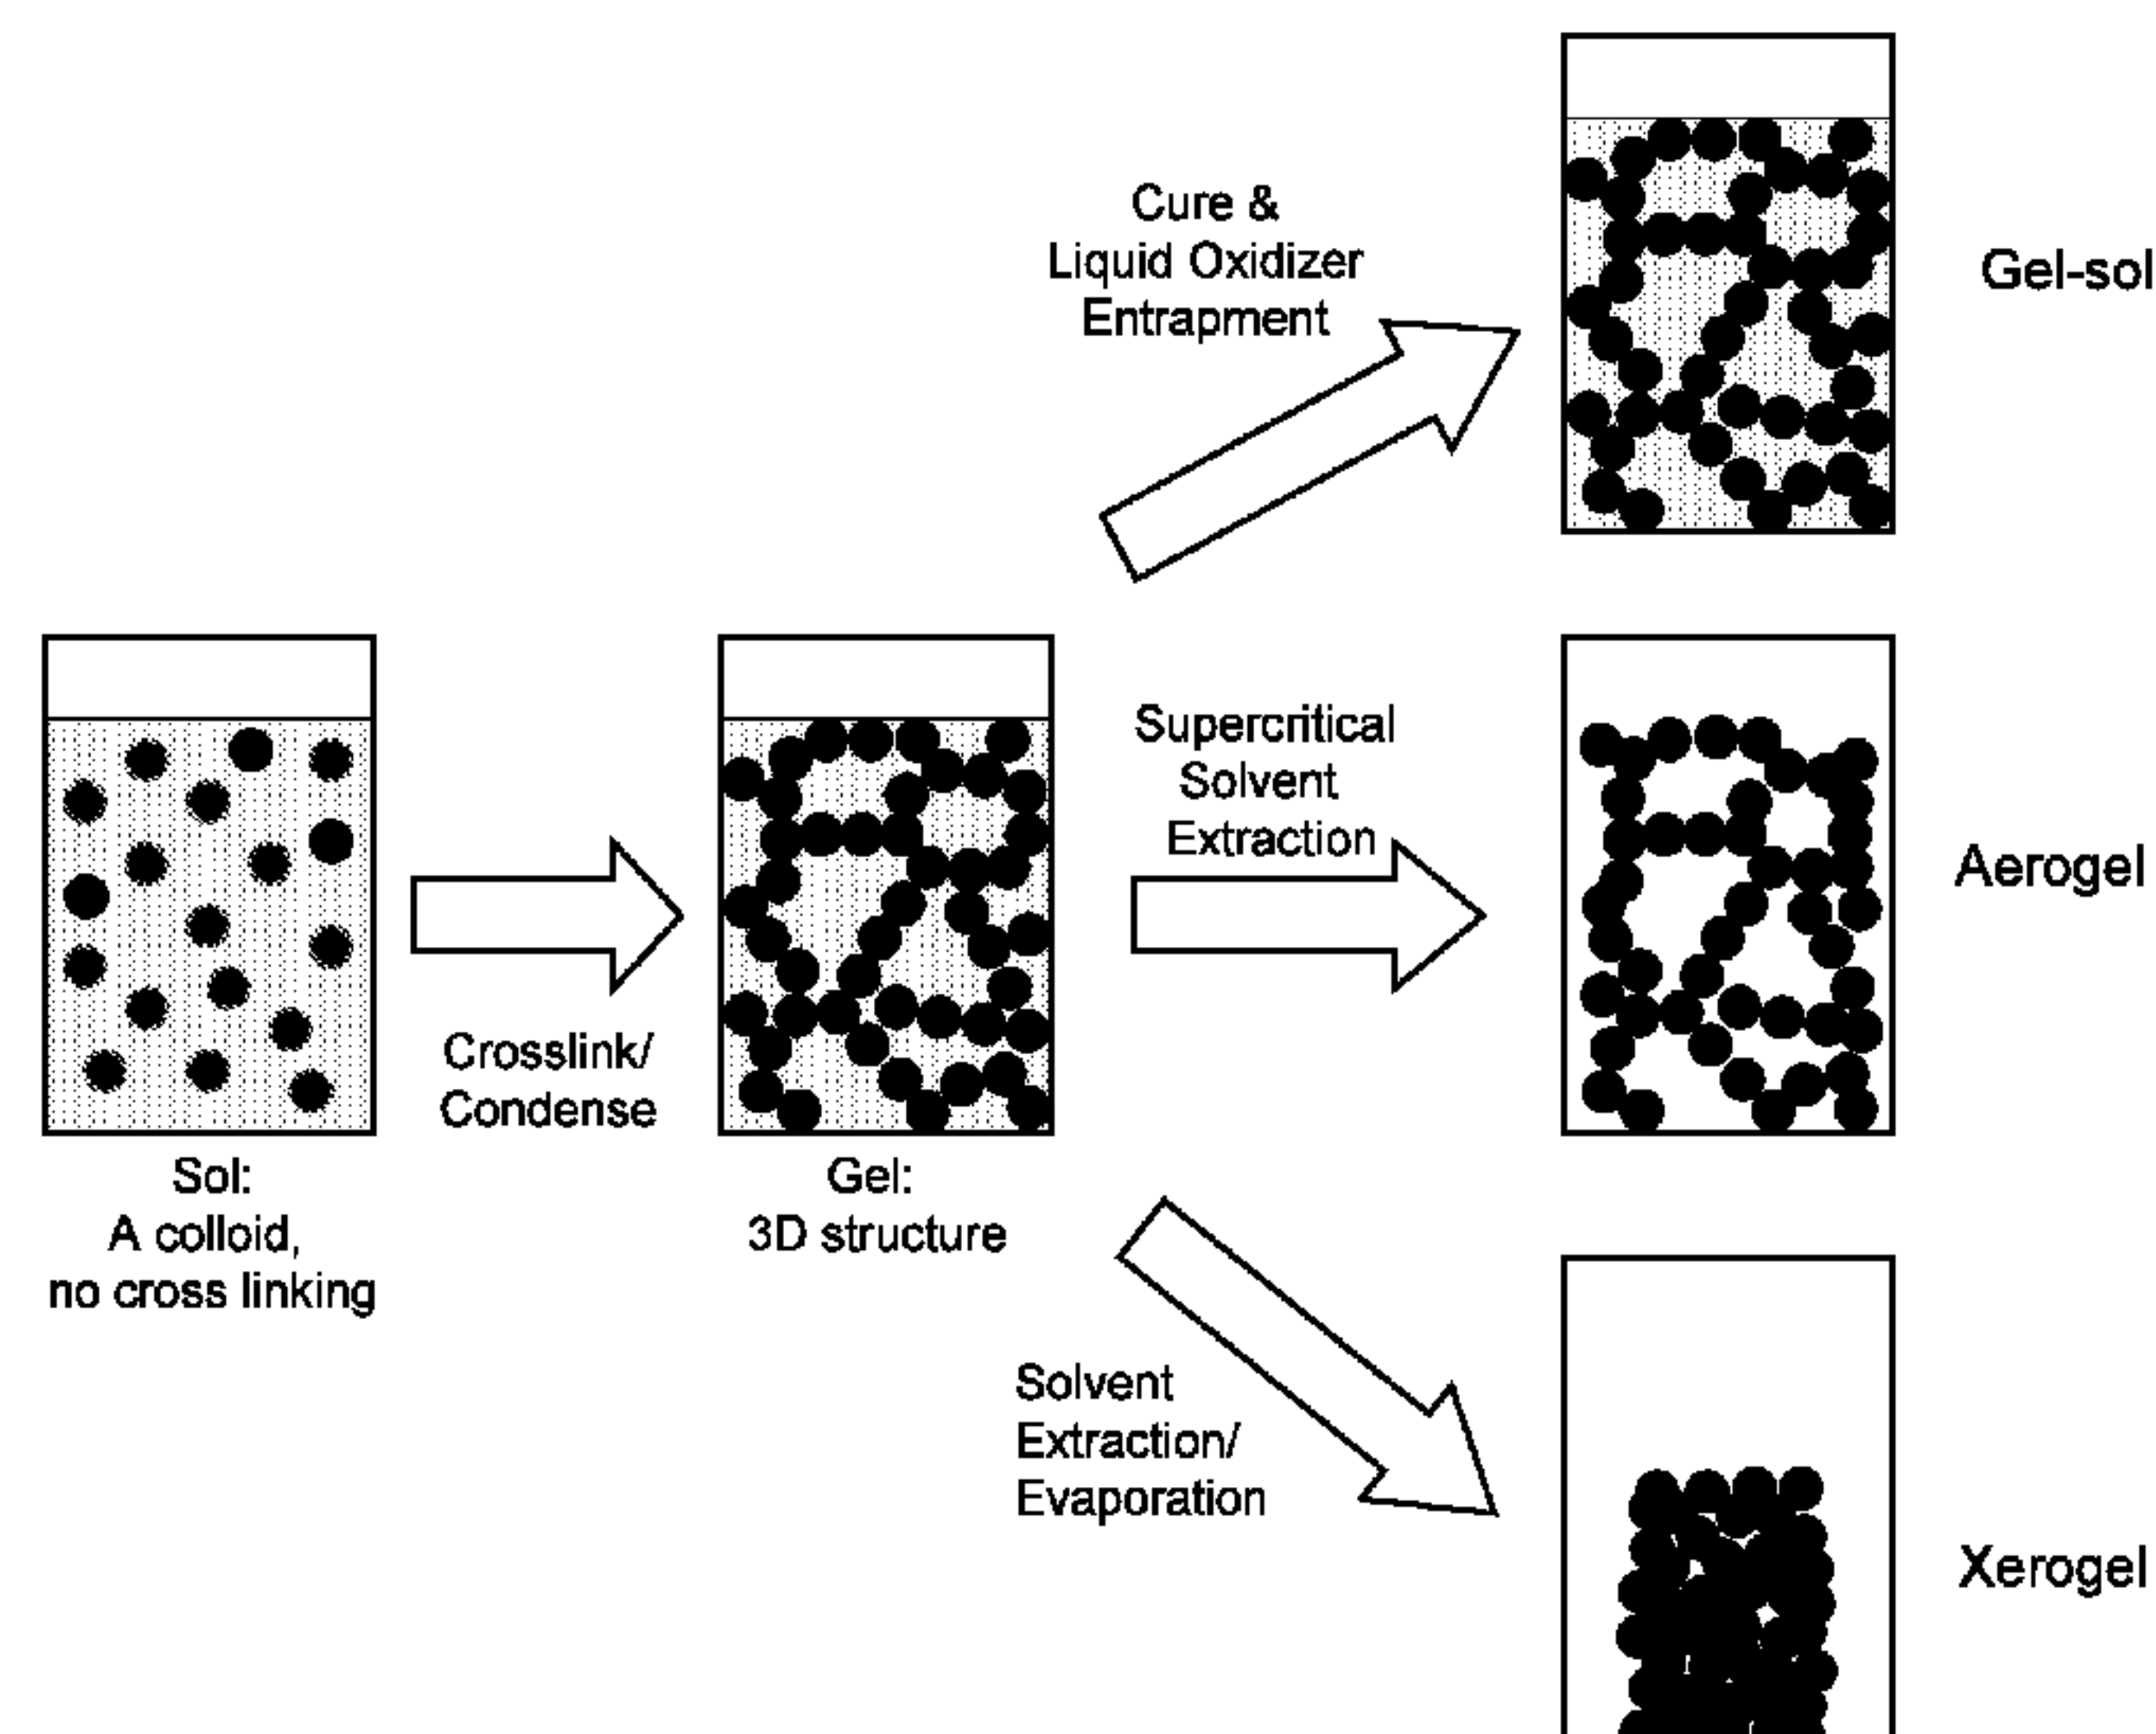 Cure &
Liquid Oxidizer
Entrapment
Gel-sol
Supercritical
Solvent
Extraction
Aerogel
Crosslink/
Condense
Sol:
A colloid,
no cross linking
Gel:
3D structure
Solvent
Extraction/
Evaporation
Xerogel